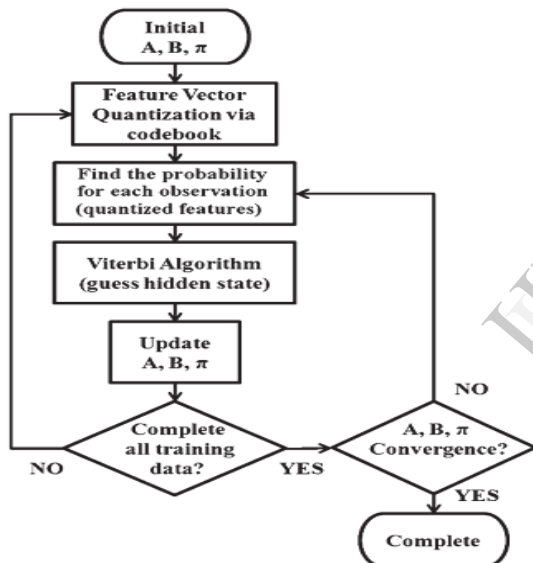 Initial
A, B, π
Feature Vector
Quantization via
codebook
Find the probability
for each observation
(quantized features)
Viterbi Algorithm
(guess hidden state)
Update
A, B, π
Complete
all training
data?
NO
YES
A, B, π
Convergence?
NO
YES
Complete